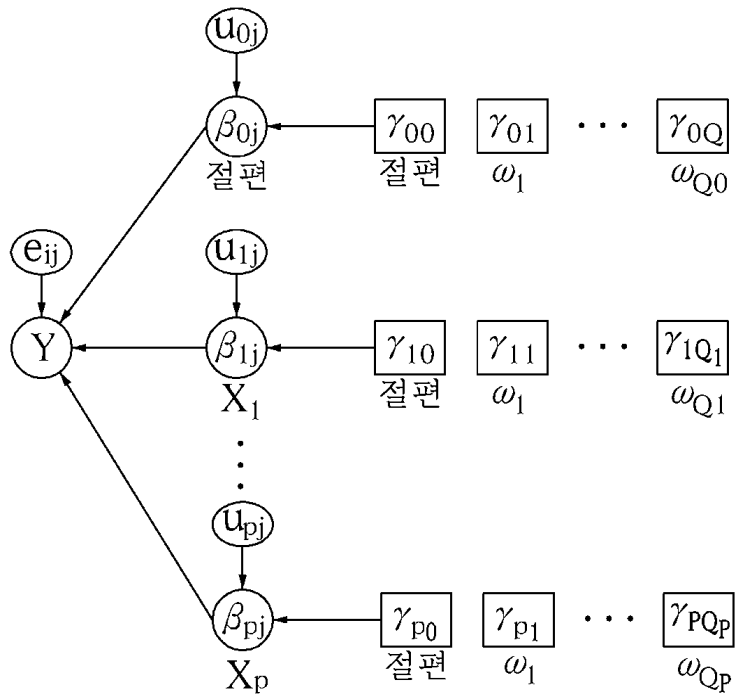 u0j
β0j γ00 γ01 ··· γ0Q
절편 절편 ω1 ωQ0
eij u1j
Y β1j γ10 γ11 ··· γ1Q1
X1 절편 ω1 ωQ1
upj
βpj γp0 γp1 ··· γPQP
Xp 절편 ω1 ωQP